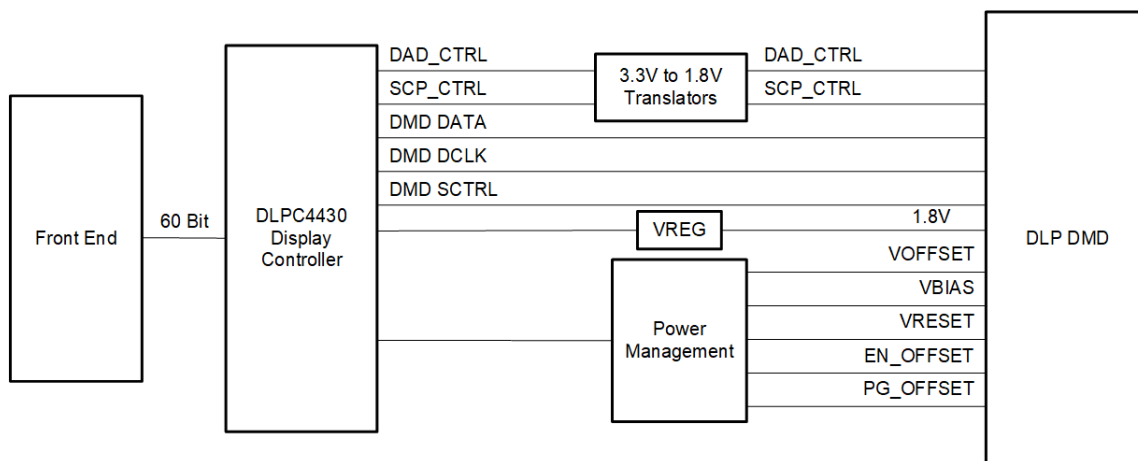 DAD_CTRL
SCP_CTRL
DMD DATA
DMD DCLK
DMD SCTRL
3.3V to 1.8V
Translators
DAD_CTRL
SCP_CTRL
Front End
60 Bit
DLPC4430
Display
Controller
VREG
1.8V
DLP DMD
VOFFSET
VBIAS
VRESET
EN_OFFSET
PG_OFFSET
Power
Management